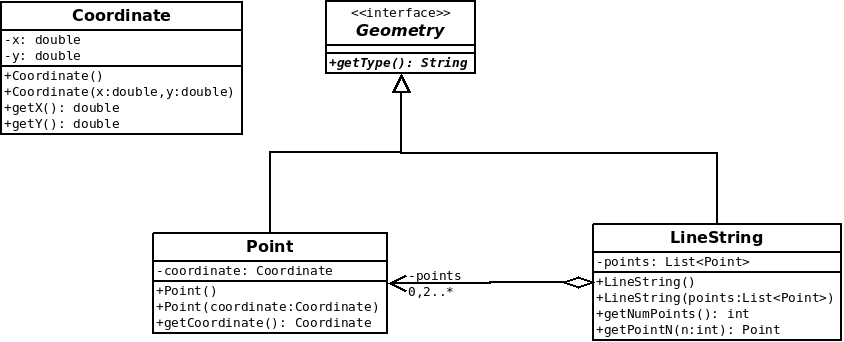 Coordinate
-x: double
-y: double
+Coordinate()
+Coordinate(x:double,y:double)
+getX(): double
+getY(): double
<<interface>>
Geometry
+getType(): String
Point
-coordinate: Coordinate
+Point()
+Point(coordinate:Coordinate)
+getCoordinate(): Coordinate
-points
0,2..*
LineString
-points: List<Point>
+LineString()
+LineString(points:List<Point>)
+getNumPoints(): int
+getPointN(n:int): Point